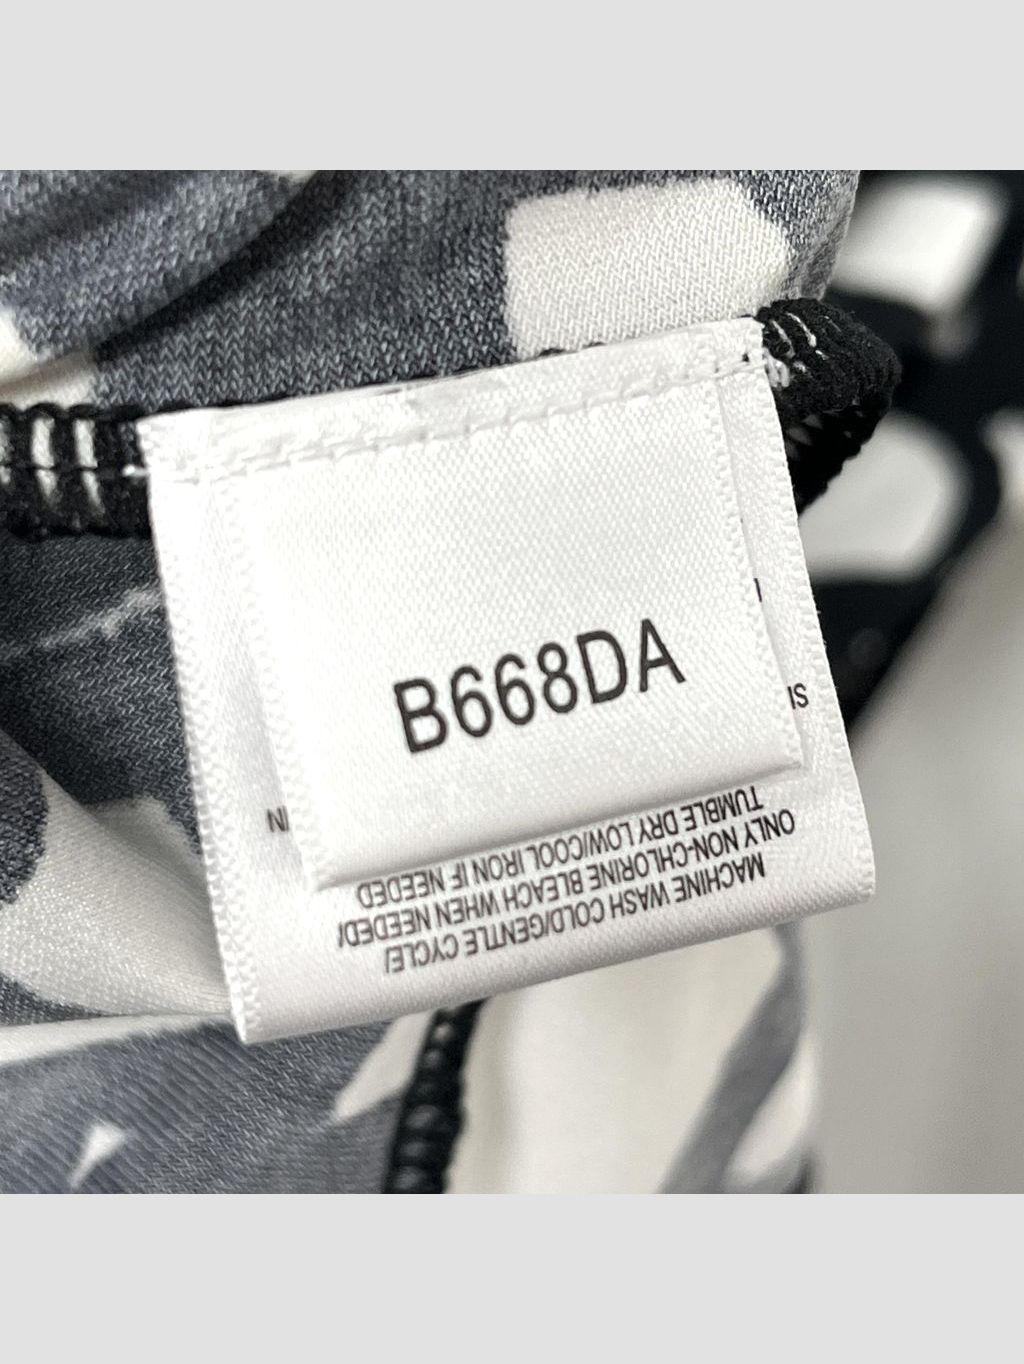 B668DA
MACHINE WASH COLD/GENTLE CYCLE/
ONLY NON-CHLORINE BLEACH WHEN NEEDED/
TUMBLE DRY LOW/COOL IRON IF NEEDED